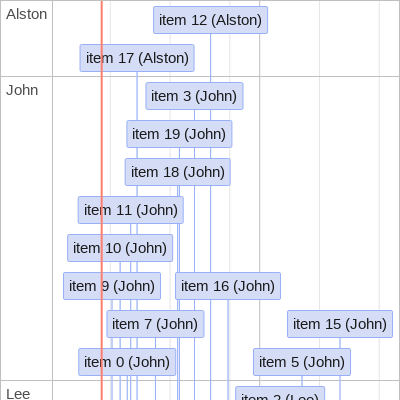 Alston
item 12 (Alston)
item 17 (Alston)
John
item 3 (John)
item 19 (John)
item 18 (John)
item 11 (John)
item 10 (John)
item 9 (John)
item 16 (John)
item 7 (John)
item 15 (John)
item 0 (John)
item 5 (John)
Lee
item 2 (Lee)